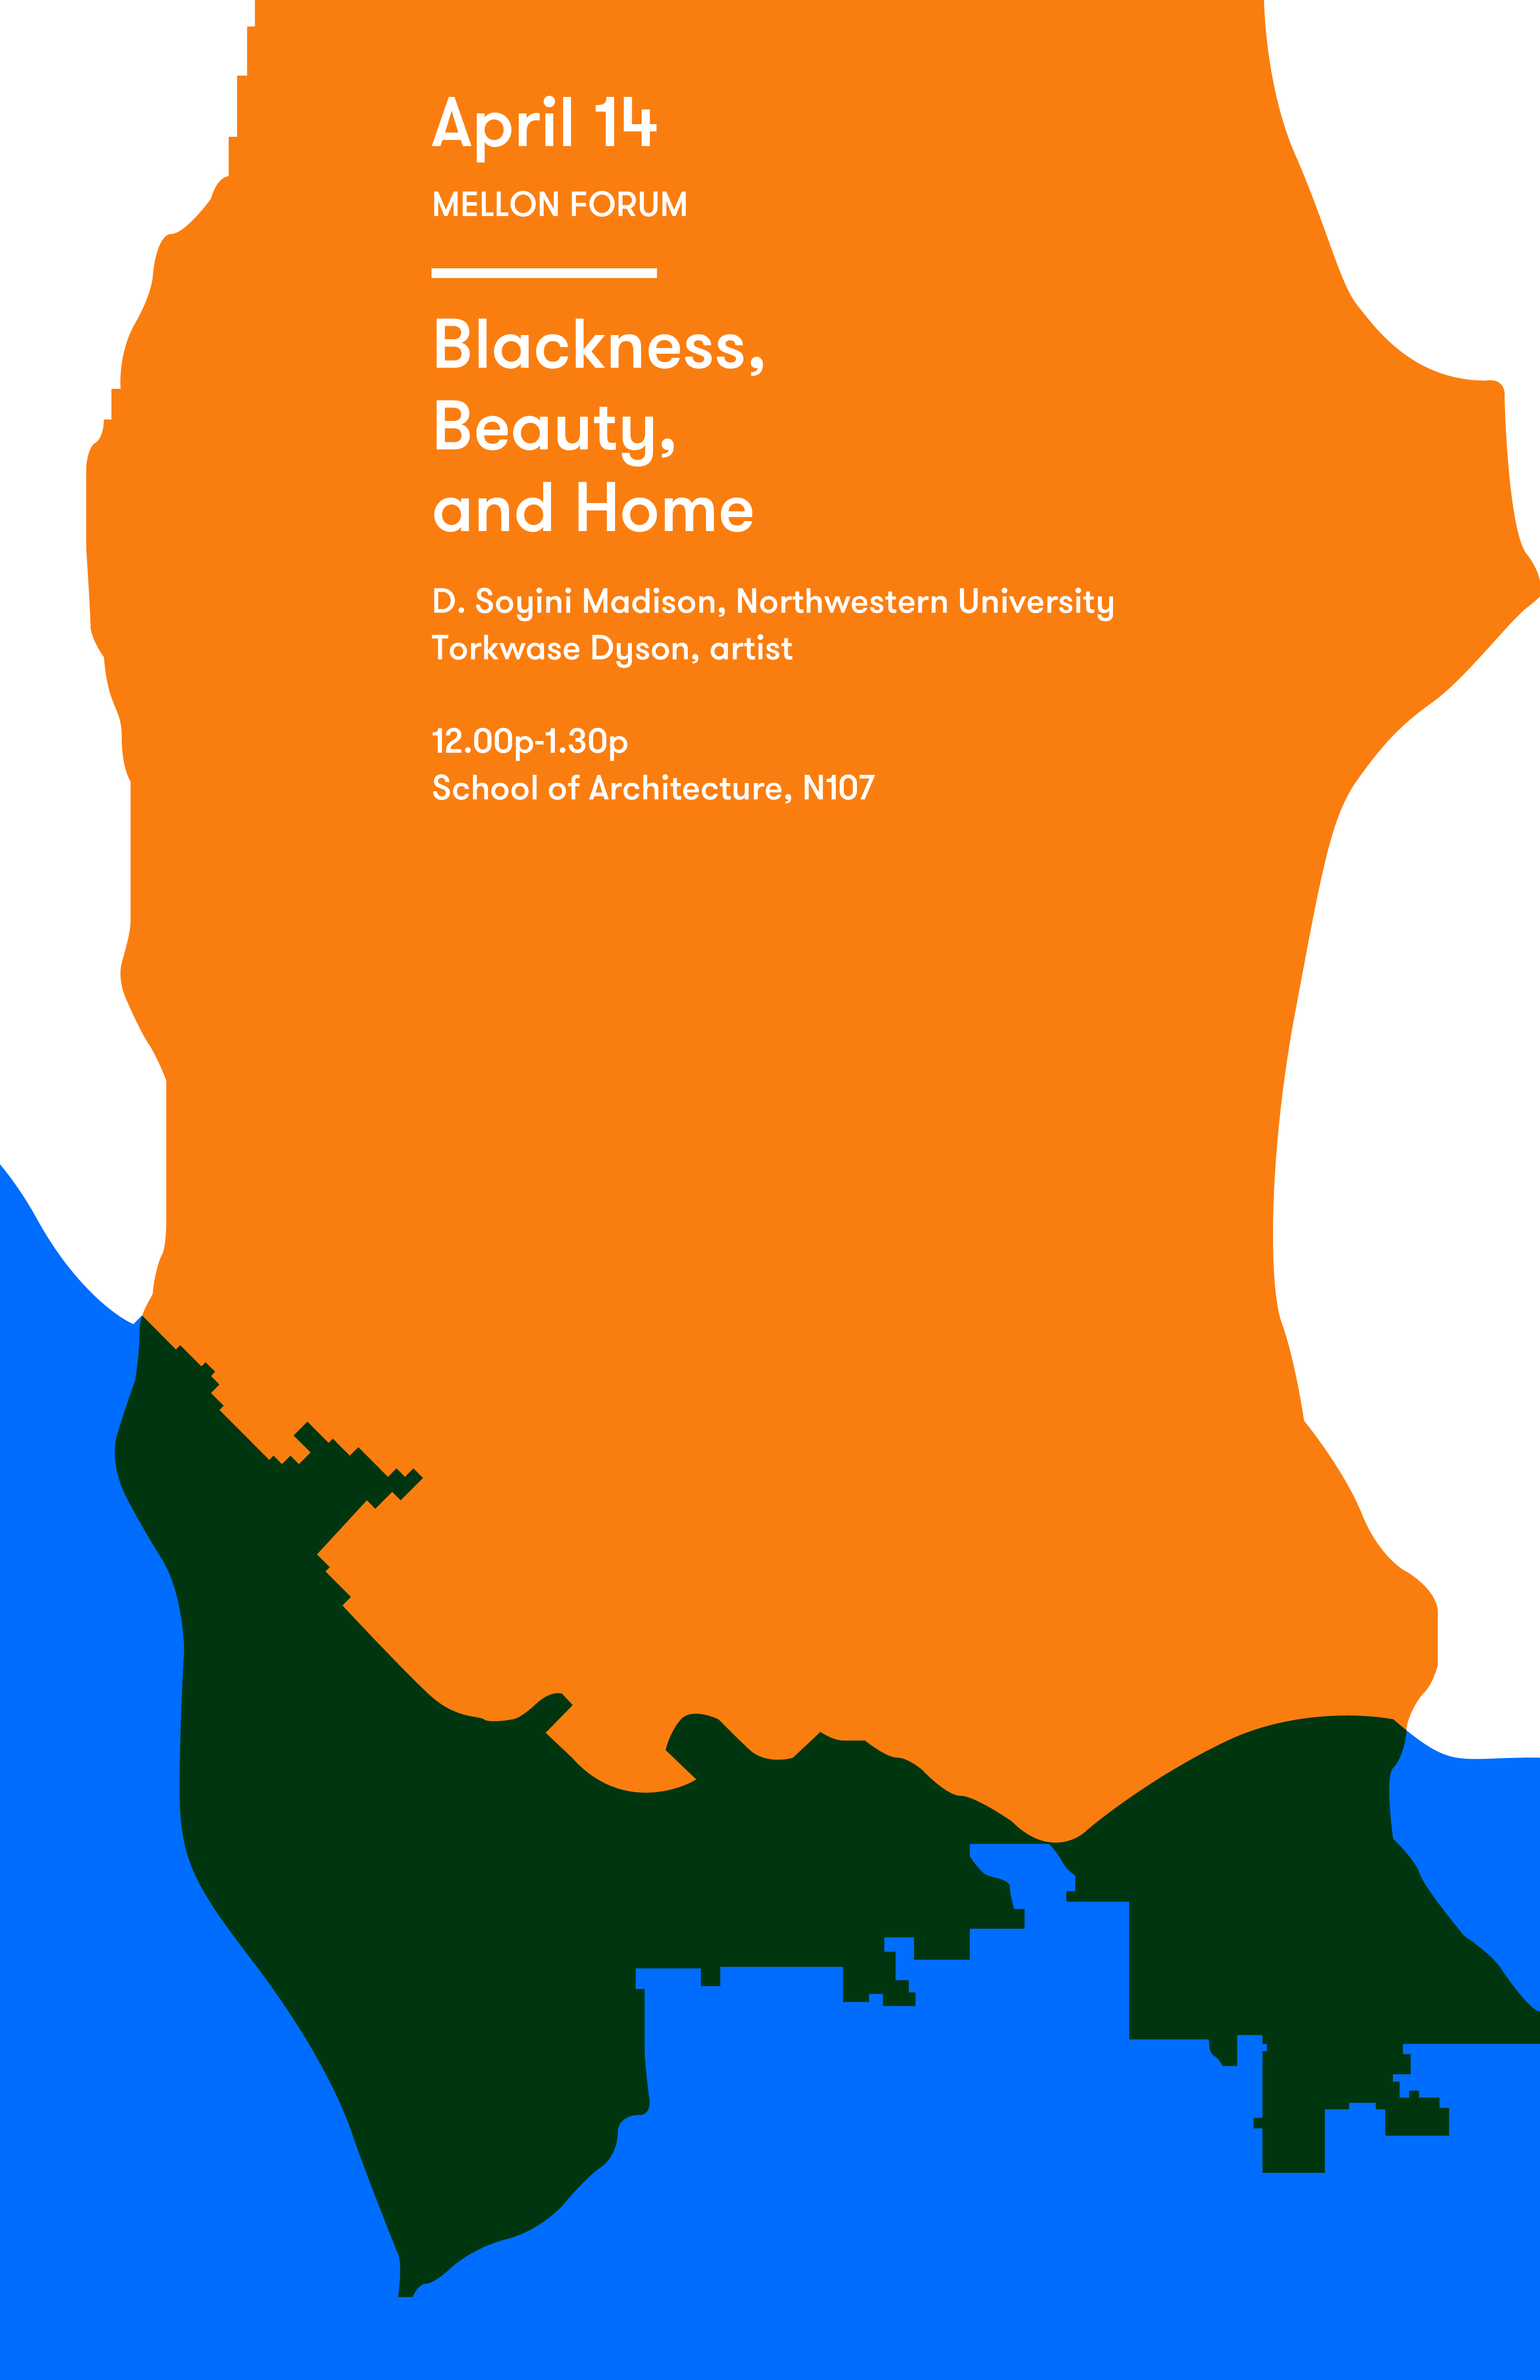 April 14
MELLON FORUM
Blackness,
Beauty,
and Home
D. Soyini Madison, Northwestern University
Torkwase Dyson, artist
12.00p-1.30p
School of Architecture, N107